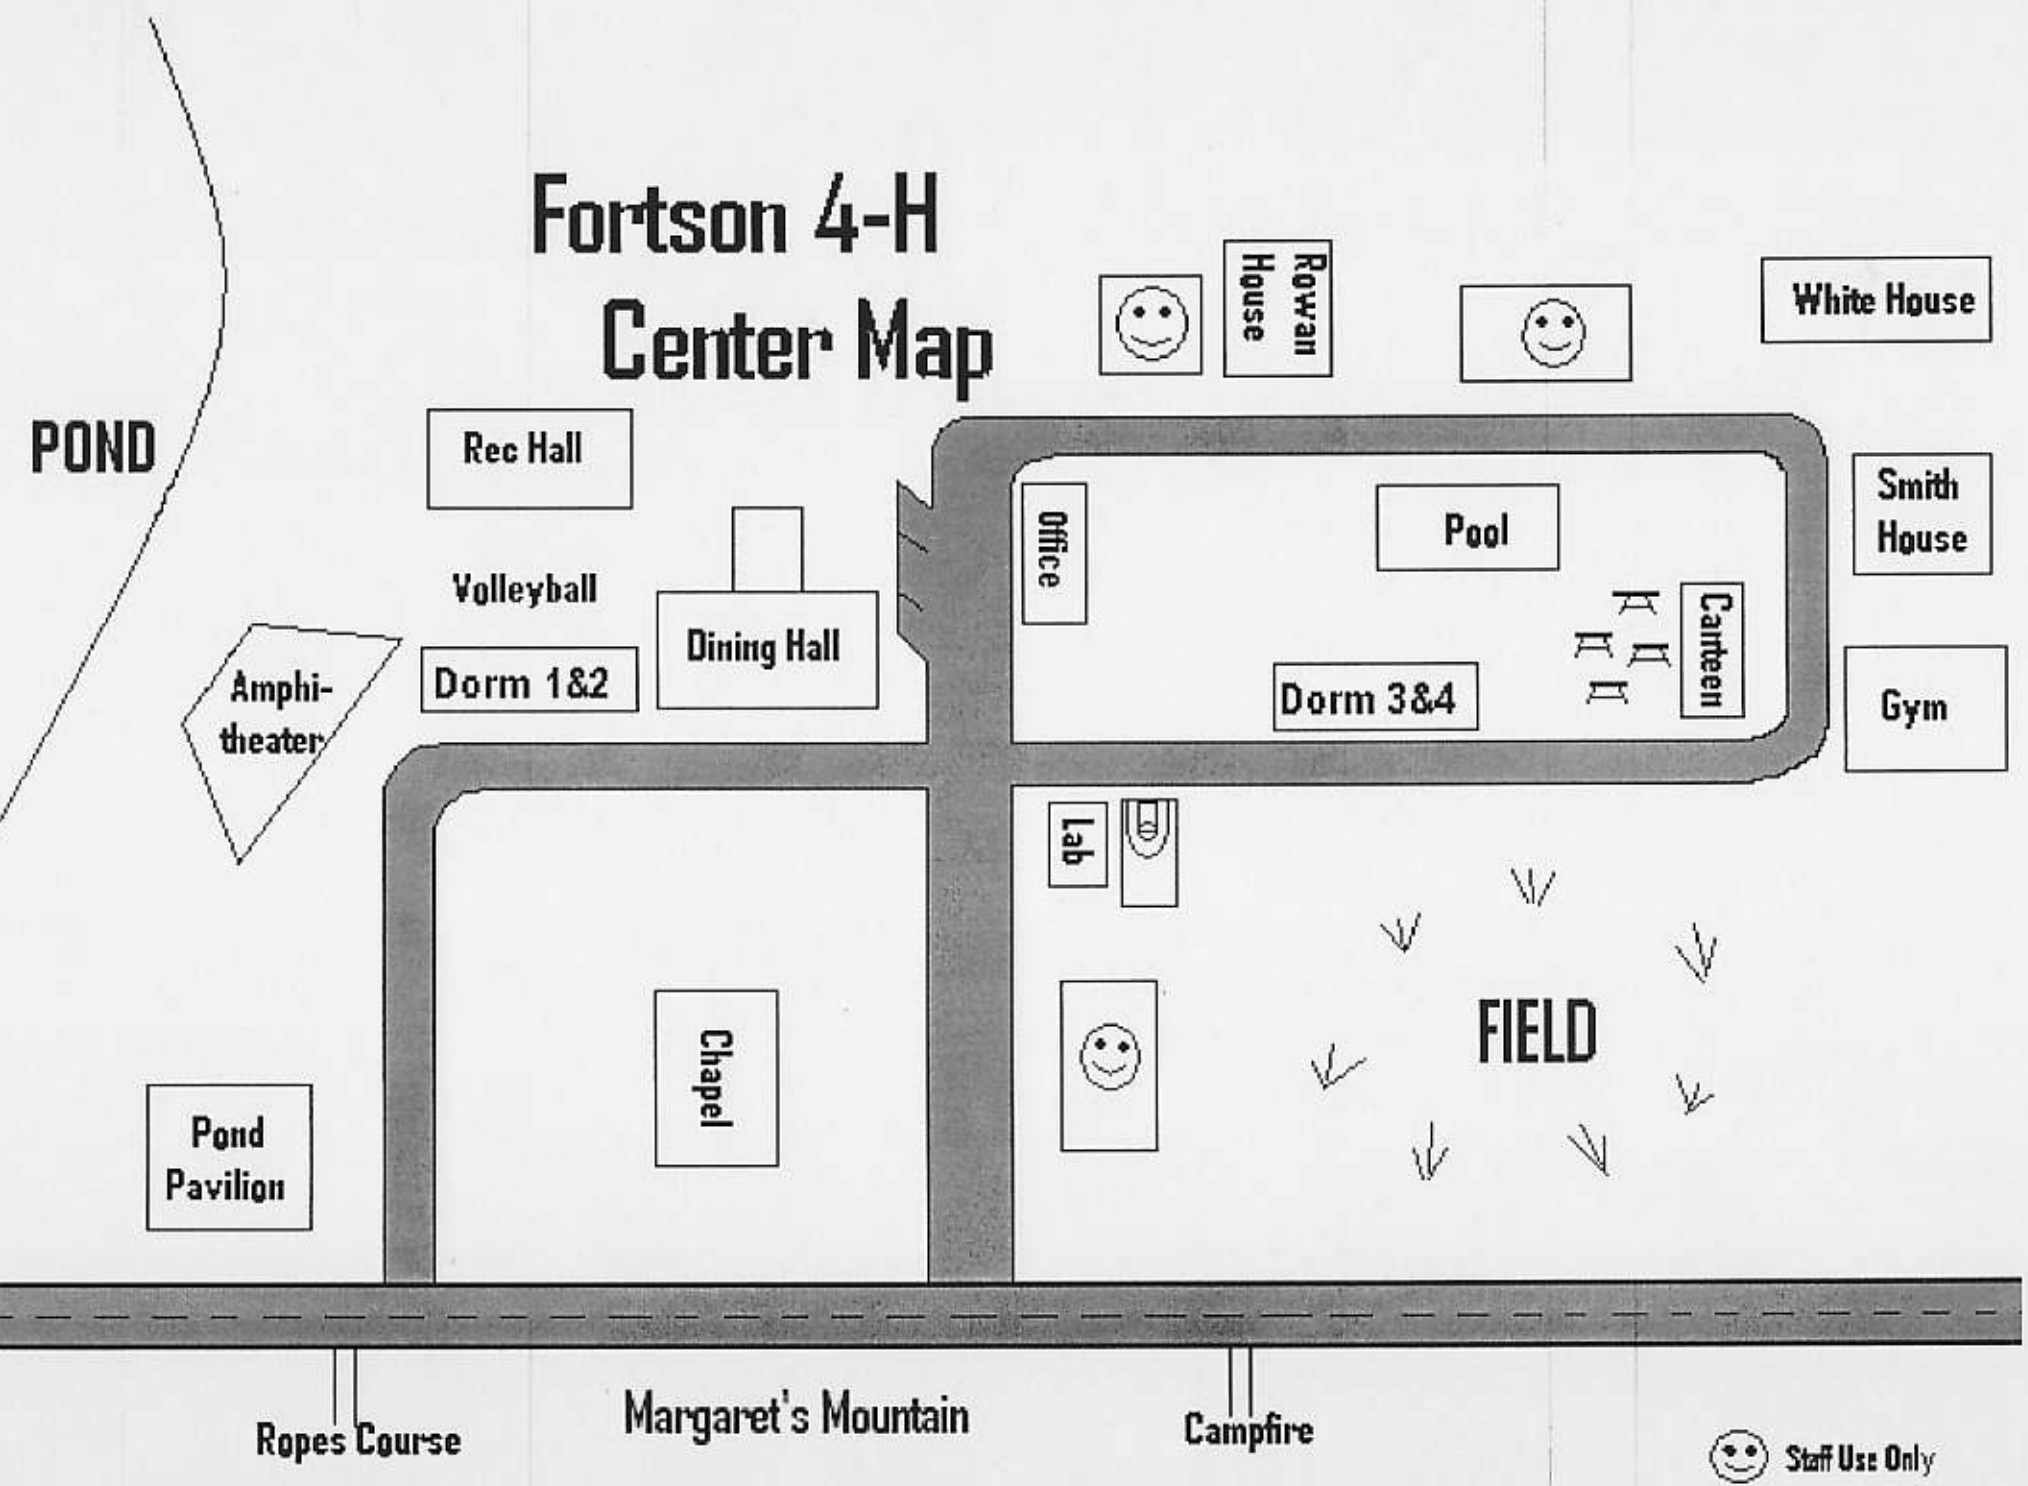 Fortson 4-H
Center Map
Rowan
House
White House
POND
Rec Hall
Smith
House
Office
Pool
Volleyball
Canteen
Dining Hall
Dorm 1&2
Dorm 3&4
Amphi-
theater
Gym
Lab
FIELD
Chapel
Pond
Pavilion
Ropes Course
Margaret's Mountain
Campfire
Staff Use Only